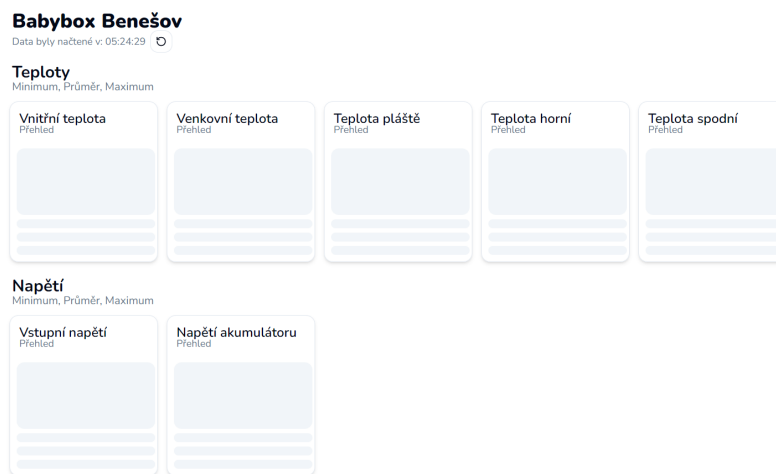 Babybox Benešov
Data byly načtené v: 05:24:29
Teploty
Minimum, Průměr, Maximum
Vnitřní teplota
Přehled
Venkovní teplota
Přehled
Teplota pláště
Přehled
Teplota horní
Přehled
Teplota spodní
Přehled
Napětí
Minimum, Průměr, Maximum
Vstupní napětí
Přehled
Napětí akumulátoru
Přehled